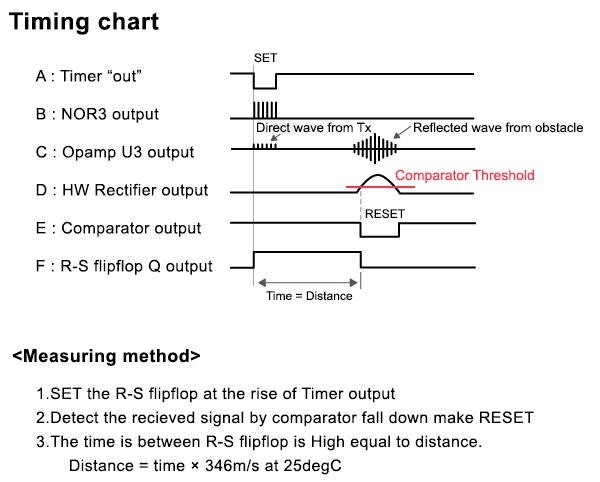 Timing chart
SET
A : Timer “out”
B : NOR3 output
Direct wave from Tx
Reflected wave from obstacle
C : Opamp U3 output
Comparator Threshold
D : HW Rectifier output
RESET
E : Comparator output
F : R-S flipflop Q output
Time = Distance
<Measuring method>
1.SET the R-S flipflop at the rise of Timer output
2.Detect the recieved signal by comparator fall down make RESET
3.The time is between R-S flipflop is High equal to distance.
Distance = time × 346m/s at 25degC